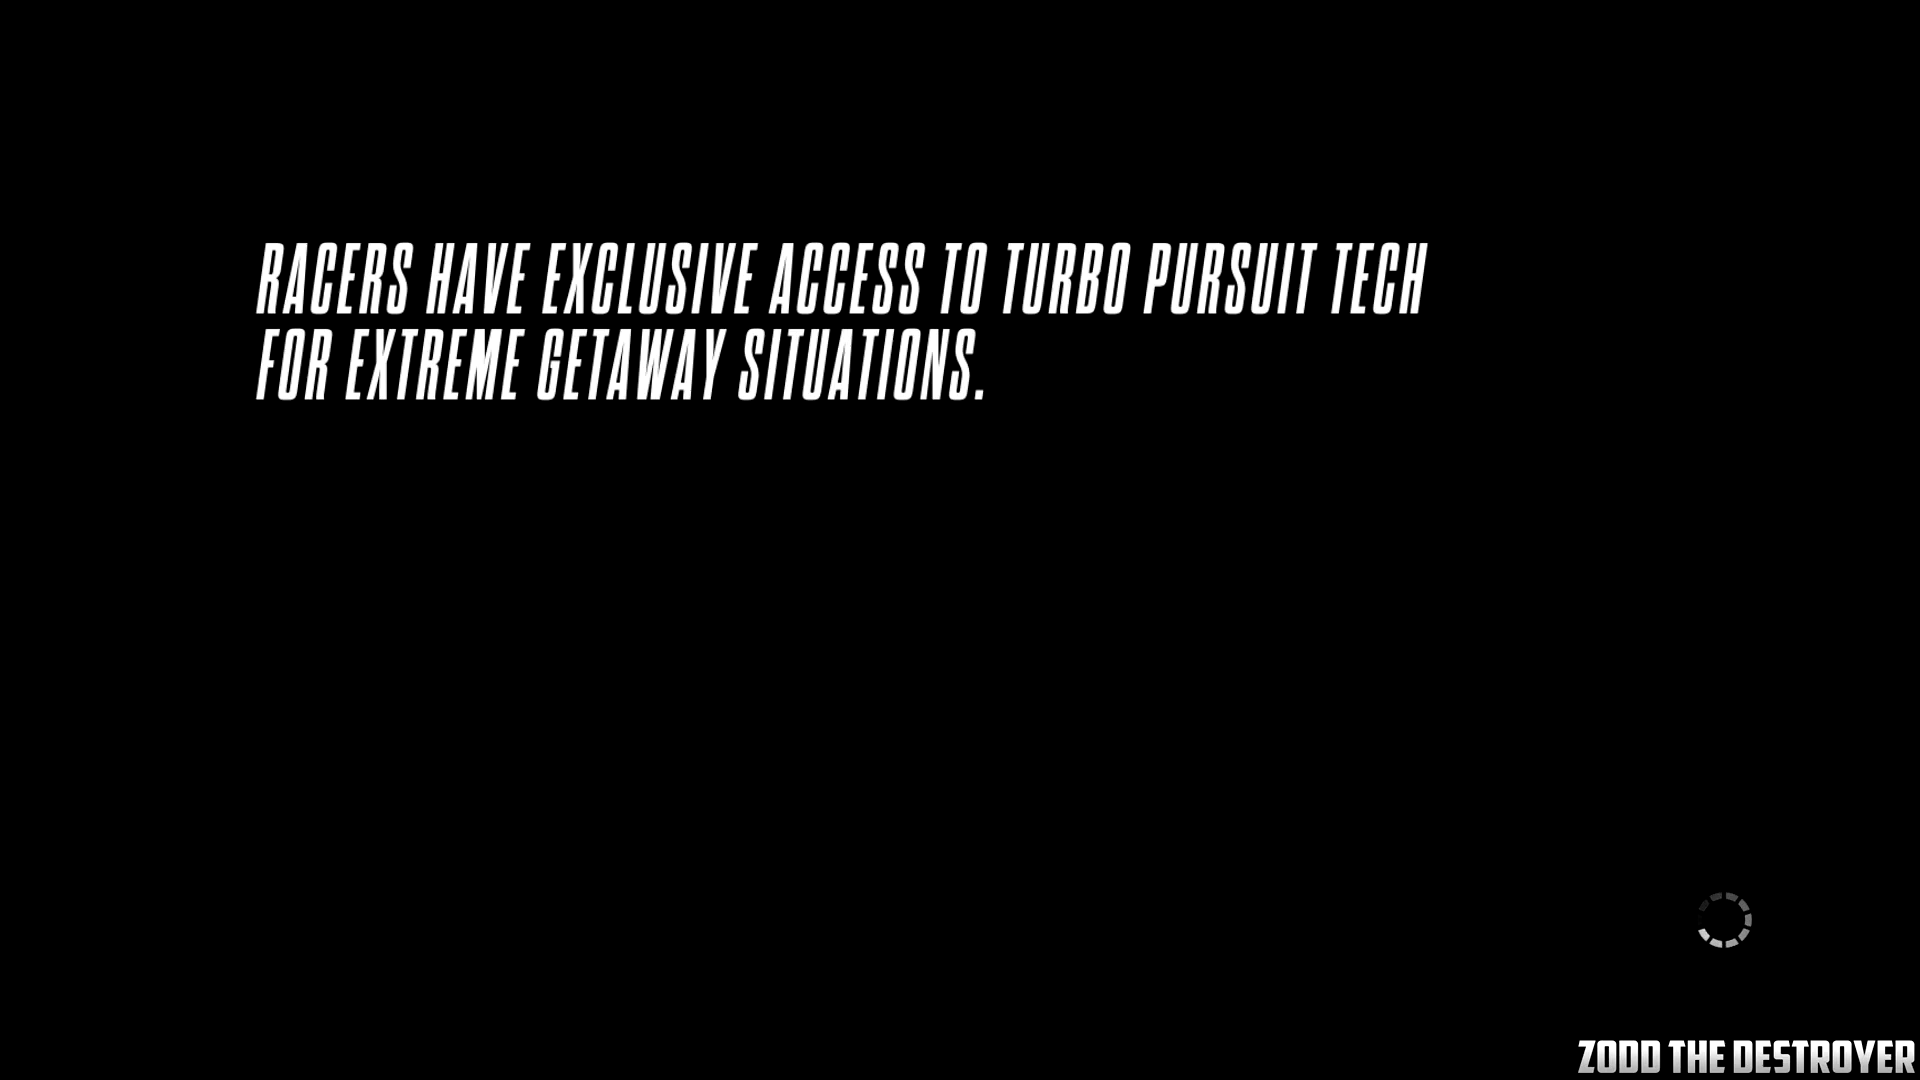 RACERS HAVE EXCLUSIVE ACCESS TO TURBO PURSUIT TECH
FOR EXTREME GETAWAY SITUATIONS.
ZODD THE DESTROYER